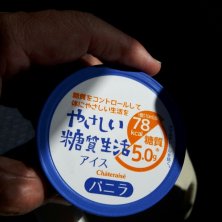 糖質をコントロールして
体にやさしい生活を
78
kcal
糖質
5.0g
やさしい
糖質生活
アイス
Châteraisé
バニラ